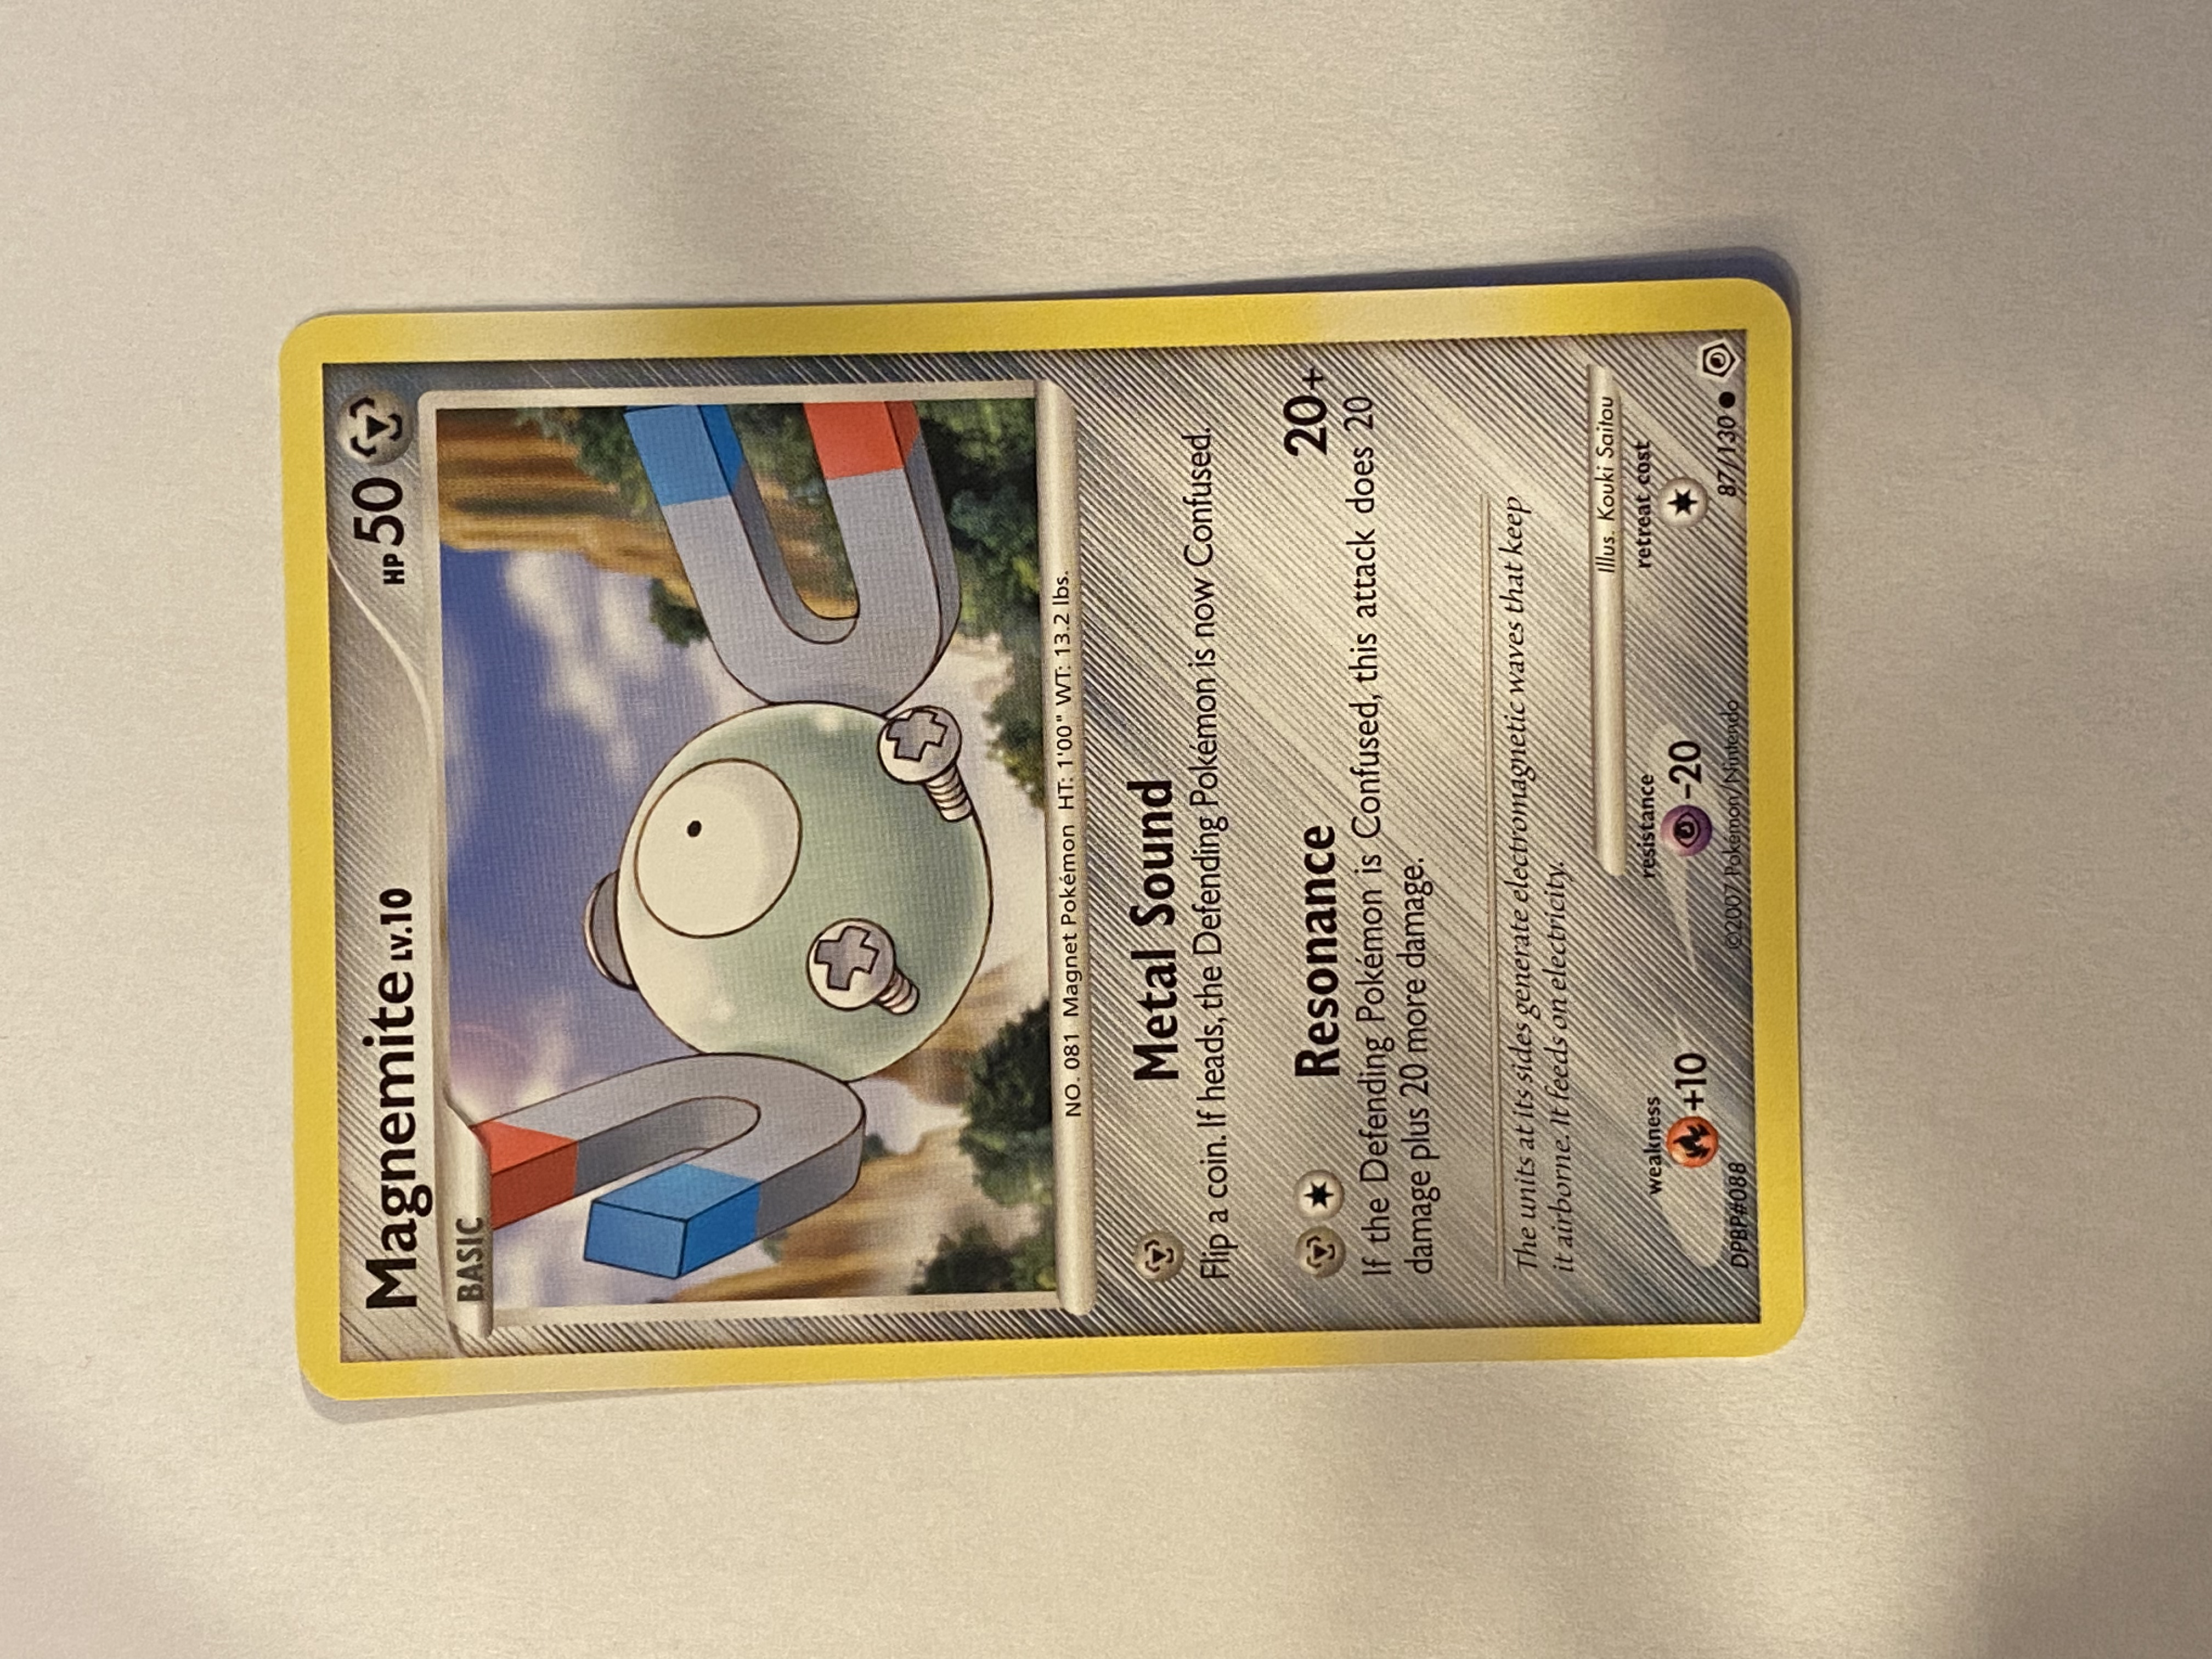 Magnemite LV.10 HP 50
BASIC
NO. 081 Magnet Pokémon HT: 1'00" WT: 13.2 lbs.
Metal Sound
Flip a coin. If heads, the Defending Pokémon is now Confused.
Resonance 20+
If the Defending Pokémon is Confused, this attack does 20
damage plus 20 more damage.
The units at its sides generate electromagnetic waves that keep
it airborne. It feeds on electricity.
Illus. Kouki Saitou
weakness resistance retreat cost
+10 -20
DPBP#088 ©2007 Pokémon/Nintendo 87/130